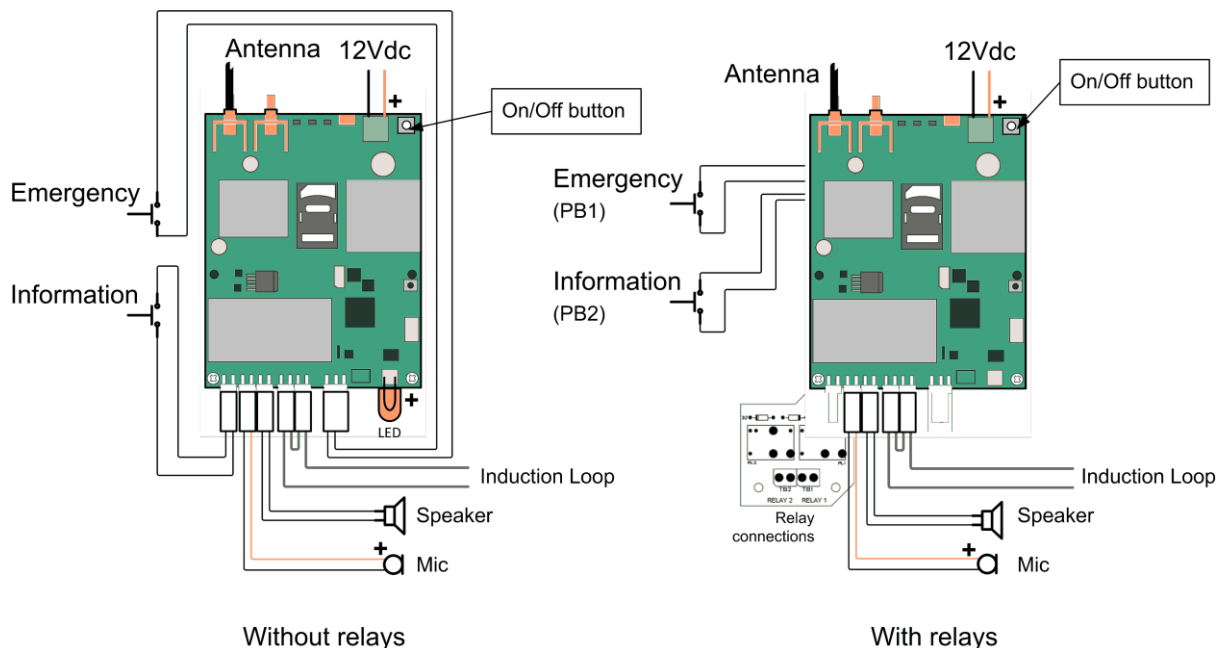 Antenna
12Vdc
+
On/Off button
Emergency
Information
+
LED
Induction Loop
Speaker
+
Mic
Without relays
Antenna
12Vdc
+
On/Off button
Emergency
(PB1)
Information
(PB2)
TB2
TB1
RELAY 2
RELAY 1
Relay
connections
Induction Loop
Speaker
+
Mic
With relays